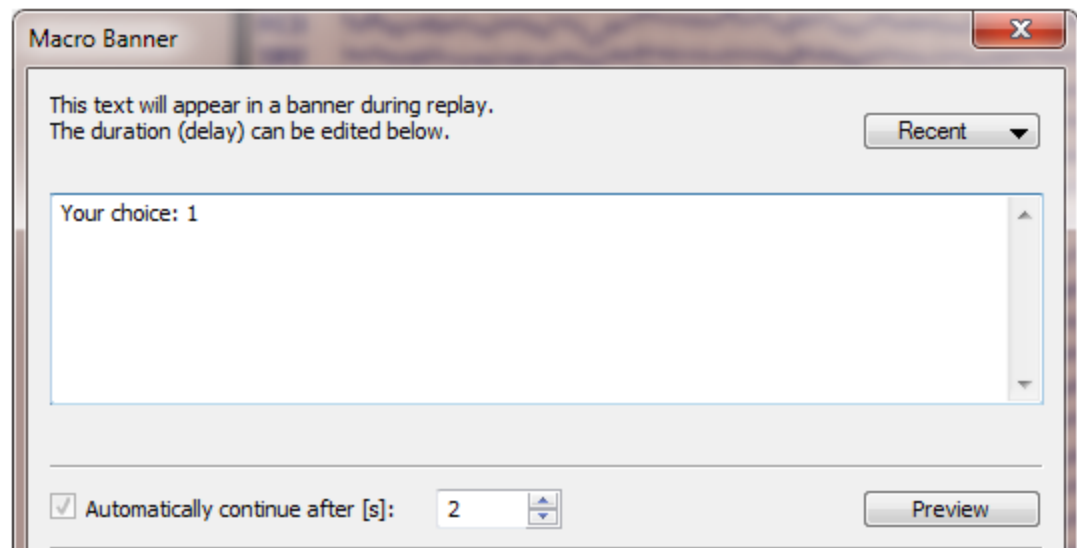 Macro Banner
This text will appear in a banner during replay.
The duration (delay) can be edited below.
Recent
Your choice: 1
Automatically continue after [s]: 2
Preview